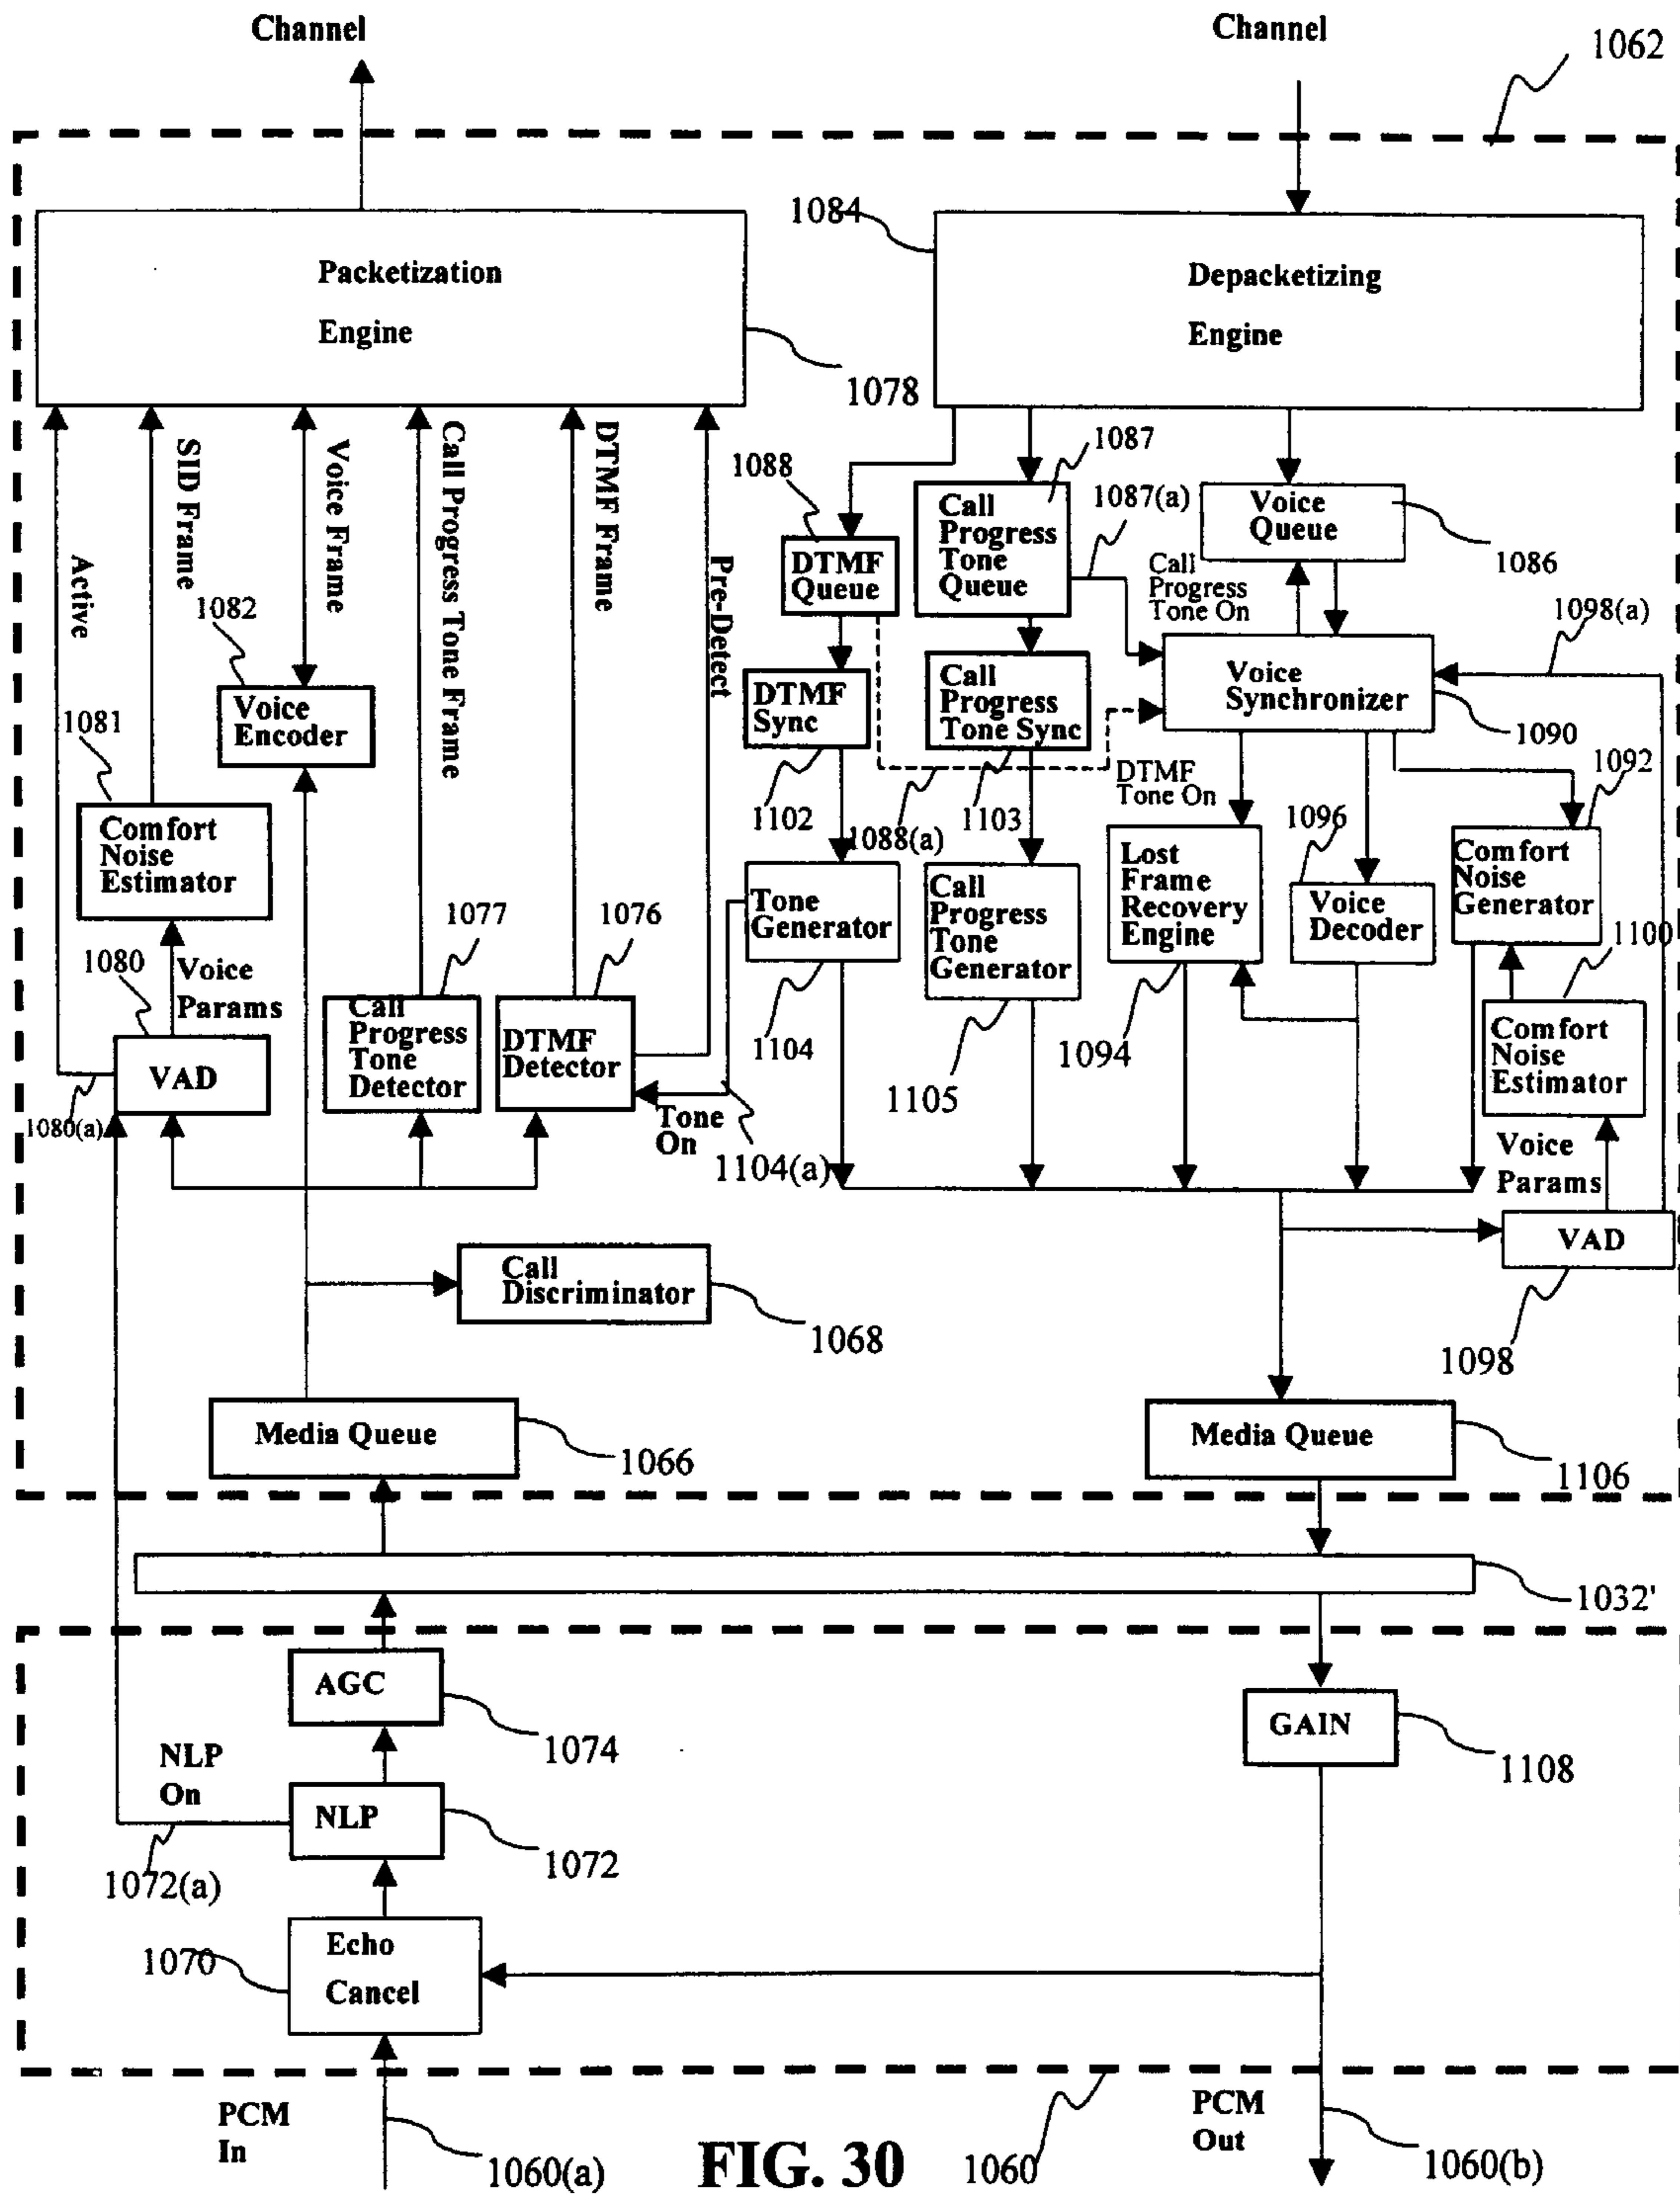 Channel
Channel
1062
1084
Packetization
Engine
Depacketizing
Engine
1078
Active
SID Frame
Voice Frame
Call Progress Tone Frame
DTMF Frame
Pre-Detect
1088
1087
1087(a)
DTMF
Queue
Call
Progress
Tone
Queue
Voice
Queue
1086
Call
Progress
Tone On
1098(a)
1082
Voice
Encoder
DTMF
Sync
Call
Progress
Tone Sync
Voice
Synchronizer
1090
1081
1102
1088(a)
1103
DTMF
Tone On
1092
1096
Comfort
Noise
Estimator
Tone
Generator
Call
Progress
Tone
Generator
Lost
Frame
Recovery
Engine
Voice
Decoder
Comfort
Noise
Generator
1100
1080
Voice
Params
1077
1076
VAD
Call
Progress
Tone
Detector
DTMF
Detector
1104
1105
1094
Comfort
Noise
Estimator
1080(a)
Tone
On
1104(a)
Voice
Params
VAD
Call
Discriminator
1068
1098
Media Queue
1066
Media Queue
1106
1032'
AGC
1074
GAIN
1108
NLP
On
NLP
1072
1072(a)
1070
Echo
Cancel
PCM
In
1060(a)
FIG. 30
1060
PCM
Out
1060(b)